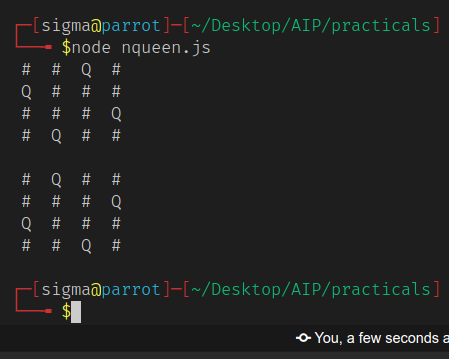 ┌─[sigma@parrot]─[~/Desktop/AIP/practicals]
└──╼ $node nqueen.js
# # Q #
Q # # #
# # # Q
# Q # #
# Q # #
# # # Q
Q # # #
# # Q #
┌─[sigma@parrot]─[~/Desktop/AIP/practicals]
└──╼ $
You, a few seconds a